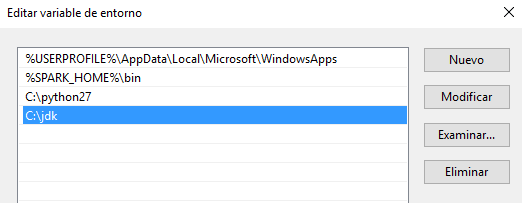 Editar variable de entorno
%USERPROFILE%\AppData\Local\Microsoft\WindowsApps
%SPARK_HOME%\bin
C:\python27
C:\jdk
Nuevo
Modificar
Examinar...
Eliminar